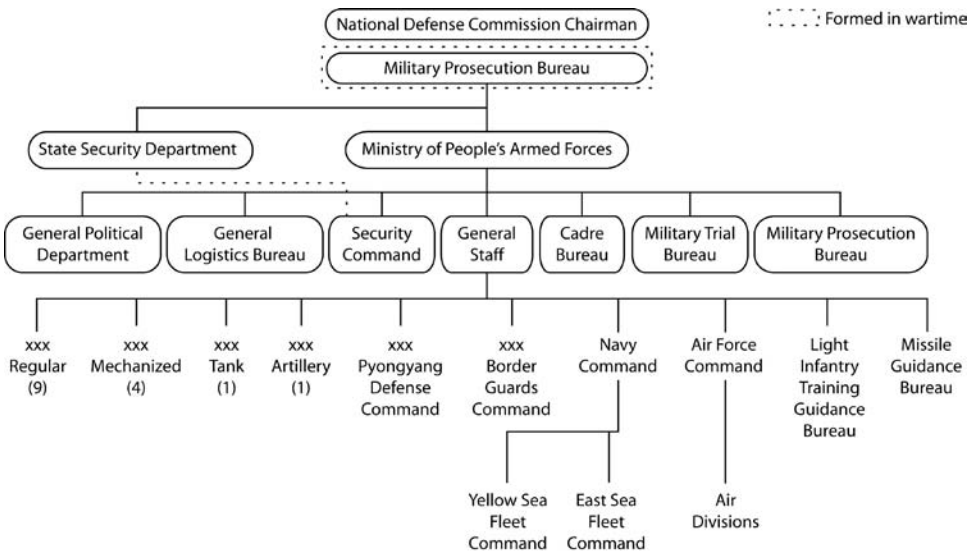 National Defense Commission Chairman
Formed in wartime
Military Prosecution Bureau
State Security Department
Ministry of People's Armed Forces
General Political
Department
General
Logistics Bureau
Security
Command
General
Staff
Cadre
Bureau
Military Trial
Bureau
Military Prosecution
Bureau
xxx
Regular
(9)
xxx
Mechanized
(4)
xxx
Tank
(1)
xxx
Artillery
(1)
xxx
Pyongyang
Defense
Command
xxx
Border
Guards
Command
Navy
Command
Air Force
Command
Light
Infantry
Training
Guidance
Bureau
Missile
Guidance
Bureau
Yellow Sea
Fleet
Command
East Sea
Fleet
Command
Air
Divisions